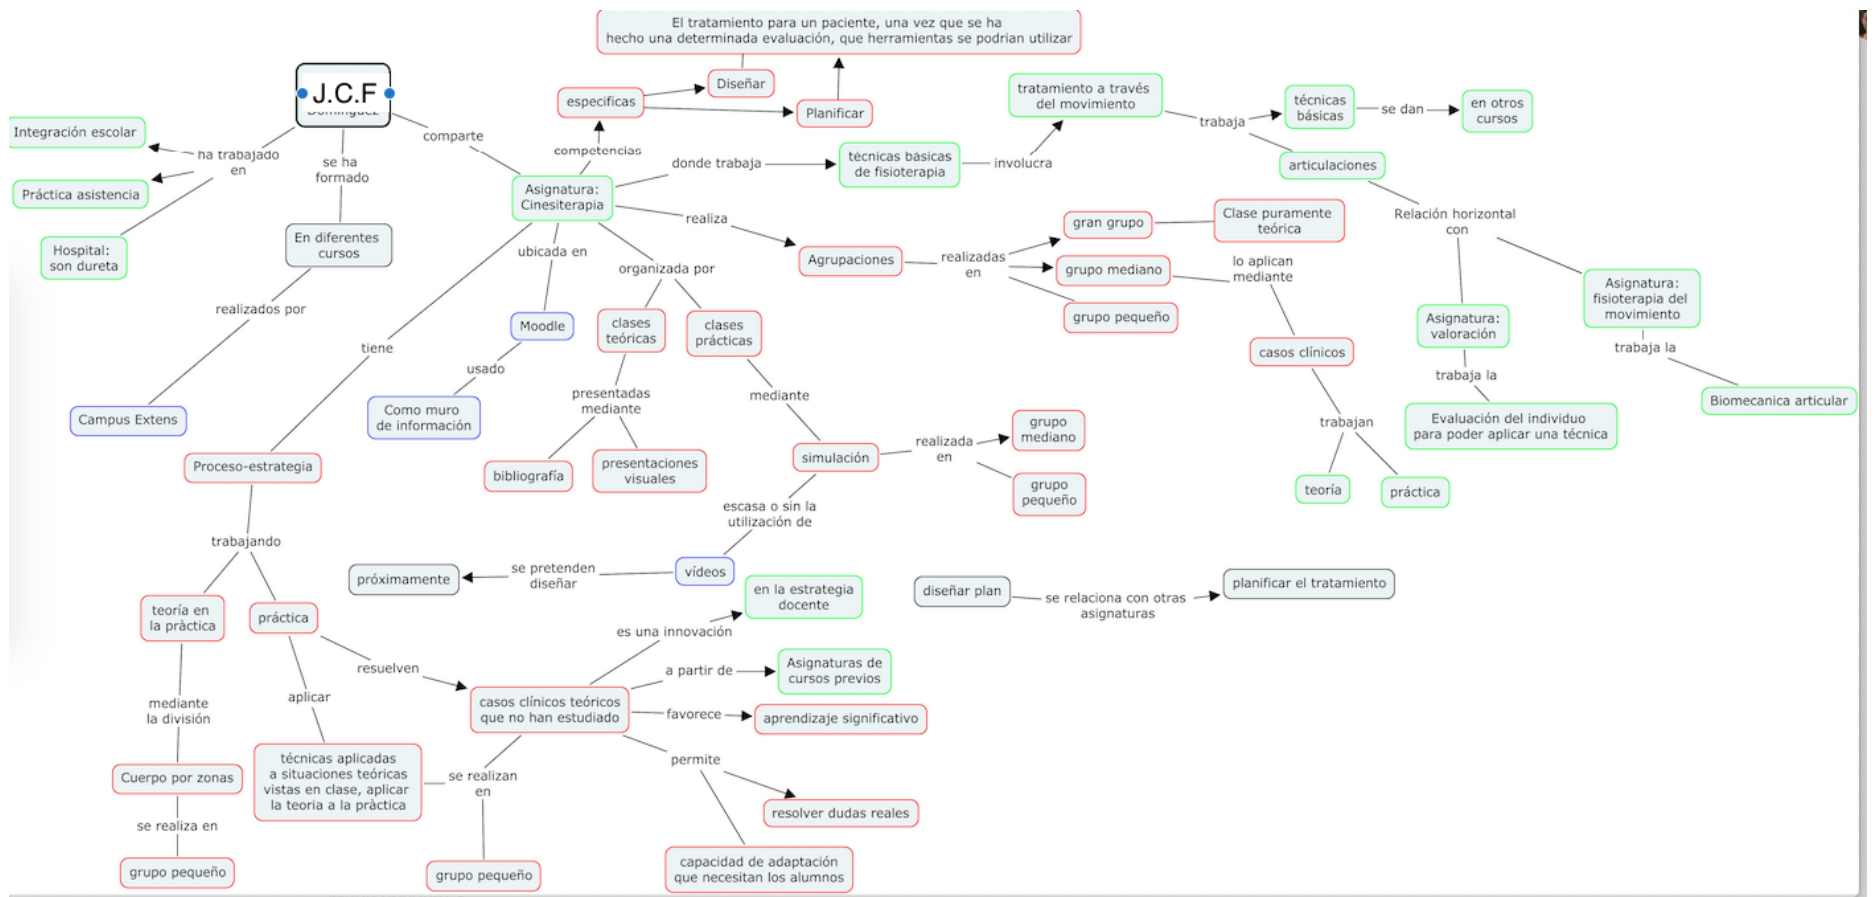 El tratamiento para un paciente, una vez que se ha
hecho una determinada evaluación, que herramientas se podrian utilizar
J.C.F
Diseñar
especificas
Planificar
tratamiento a través
del movimiento
técnicas
básicas
se dan
en otros
cursos
trabaja
Integración escolar
ha trabajado
en
se ha
formado
comparte
competencias
donde trabaja
técnicas básicas
de fisioterapia
involucra
articulaciones
Práctica asistencia
Asignatura:
Cinesiterapia
realiza
Relación horizontal
con
gran grupo
Clase puramente
teórica
Hospital:
son dureta
En diferentes
cursos
ubicada en
organizada por
Agrupaciones
realizadas
en
grupo mediano
lo aplican
mediante
grupo pequeño
Asignatura:
fisioterapia del
movimiento
realizados por
Moodle
clases
teóricas
clases
prácticas
Asignatura:
valoración
trabaja la
tiene
casos clínicos
usado
trabaja la
presentadas
mediante
mediante
Biomecanica articular
Campus Extens
Como muro
de información
trabajan
Evaluación del individuo
para poder aplicar una técnica
grupo
mediano
realizada
en
simulación
Proceso-estrategia
bibliografía
presentaciones
visuales
grupo
pequeño
teoría
práctica
escasa o sin la
utilización de
trabajando
próximamente
se pretenden
diseñar
vídeos
en la estrategia
docente
diseñar plan
se relaciona con otras
asignaturas
planificar el tratamiento
teoría en
la pràctica
práctica
es una innovación
resuelven
a partir de
Asignaturas de
cursos previos
mediante
la división
aplicar
casos clínicos teóricos
que no han estudiado
favorece
aprendizaje significativo
técnicas aplicadas
a situaciones teóricas
vistas en clase, aplicar
la teoria a la pràctica
se realizan
en
permite
Cuerpo por zonas
resolver dudas reales
se realiza en
grupo pequeño
grupo pequeño
capacidad de adaptación
que necesitan los alumnos